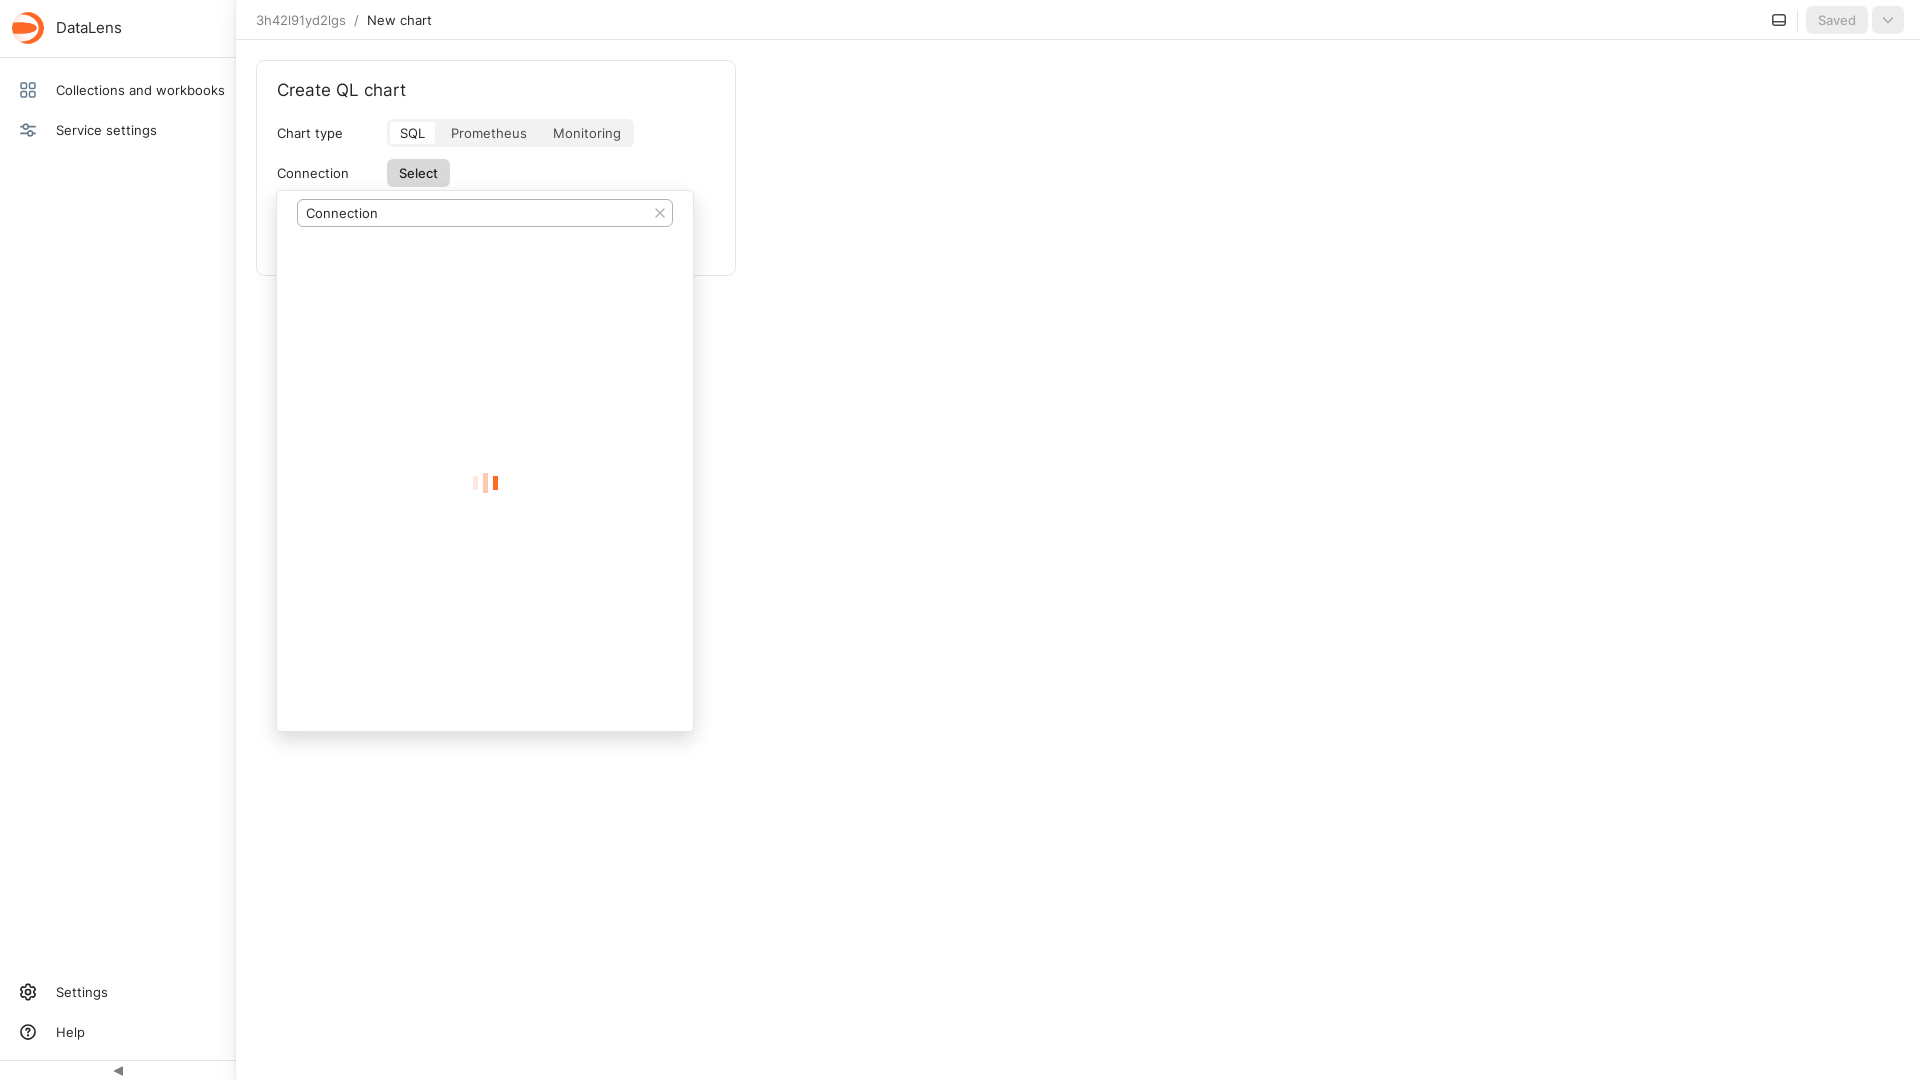 DataLens
3h42l91yd2lgs / New chart
Saved
Collections and workbooks
Service settings
Create QL chart
Chart type
SQL
Prometheus
Monitoring
Connection
Select
Connection
Settings
Help